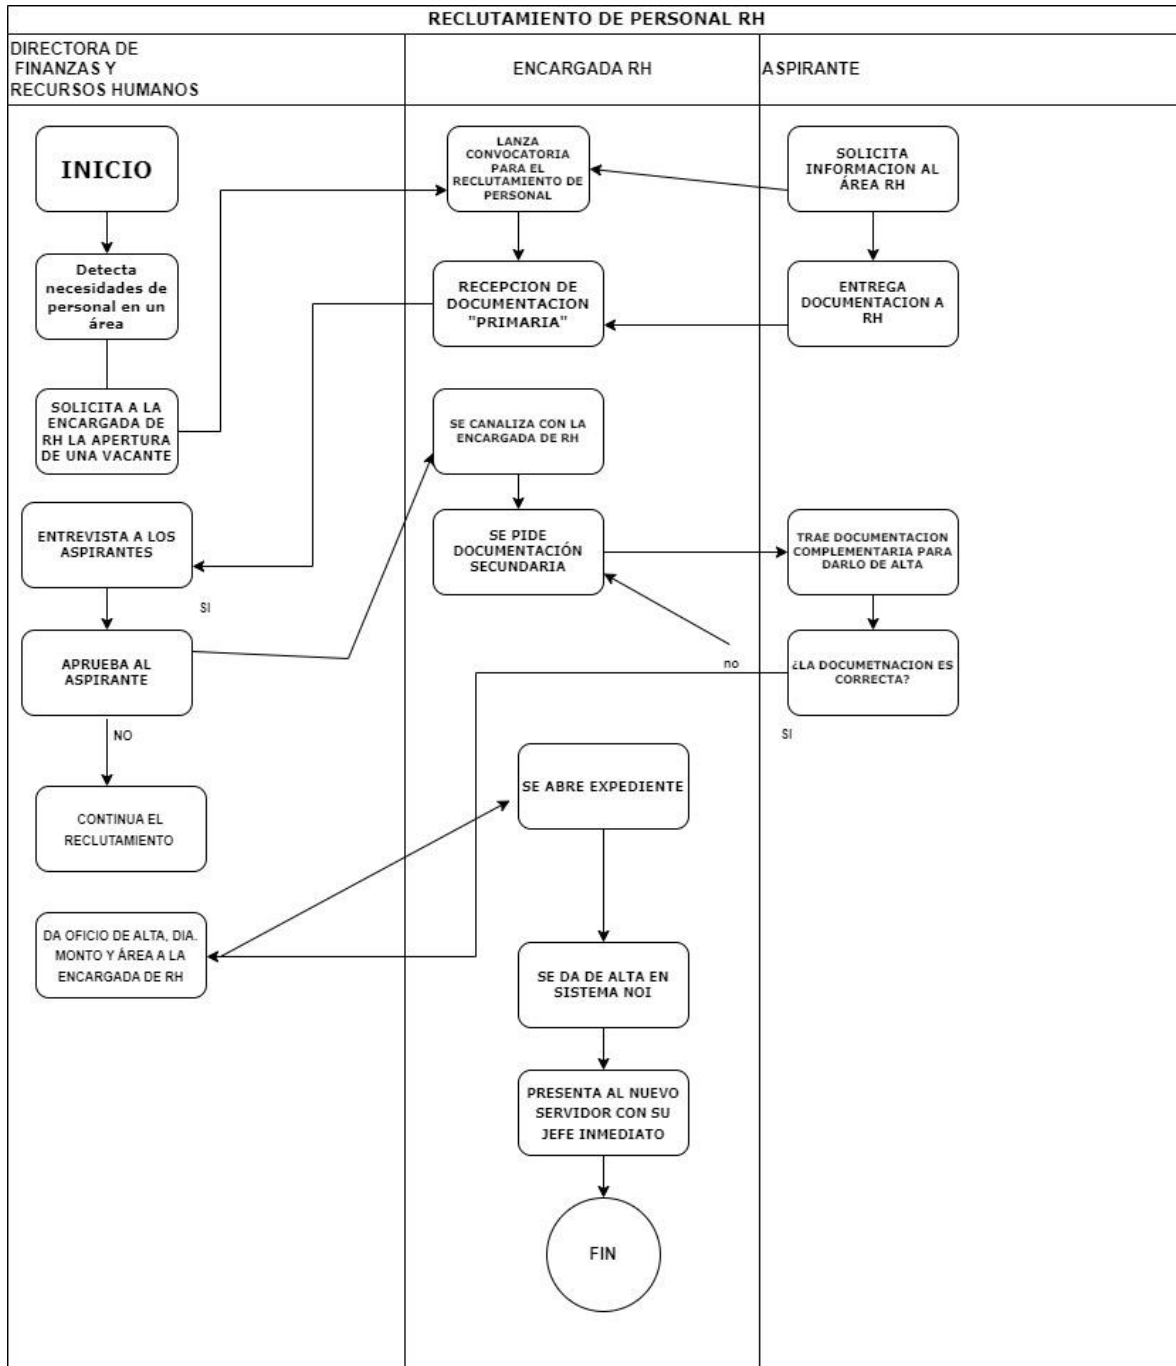 RECLUTAMIENTO DE PERSONAL RH
DIRECTORA DE
FINANZAS Y
RECURSOS HUMANOS
ENCARGADA RH
ASPIRANTE
INICIO
LANZA
CONVOCATORIA
PARA EL
RECLUTAMIENTO DE
PERSONAL
SOLICITA
INFORMACION AL
ÁREA RH
Detecta
necesidades de
personal en un
área
RECEPCION DE
DOCUMENTACION
"PRIMARIA"
ENTREGA
DOCUMENTACION A
RH
SOLICITA A LA
ENCARGADA DE
RH LA APERTURA
DE UNA VACANTE
SE CANALIZA CON LA
ENCARGADA DE RH
ENTREVISTA A LOS
ASPIRANTES
SE PIDE
DOCUMENTACIÓN
SECUNDARIA
TRAE DOCUMENTACION
COMPLEMENTARIA PARA
DARLO DE ALTA
SI
APRUEBA AL
ASPIRANTE
no
¿LA DOCUMETNACION ES
CORRECTA?
NO
SI
CONTINUA EL
RECLUTAMIENTO
SE ABRE EXPEDIENTE
DA OFICIO DE ALTA, DIA.
MONTO Y ÁREA A LA
ENCARGADA DE RH
SE DA DE ALTA EN
SISTEMA NOI
PRESENTA AL NUEVO
SERVIDOR CON SU
JEFE INMEDIATO
FIN